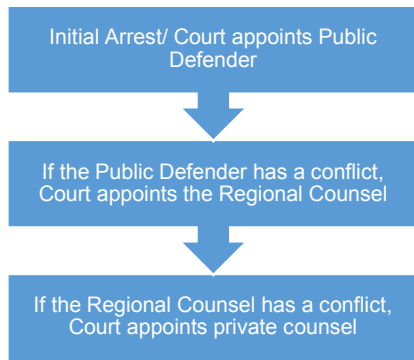 Initial Arrest/ Court appoints Public
Defender
If the Public Defender has a conflict,
Court appoints the Regional Counsel
If the Regional Counsel has a conflict,
Court appoints private counsel